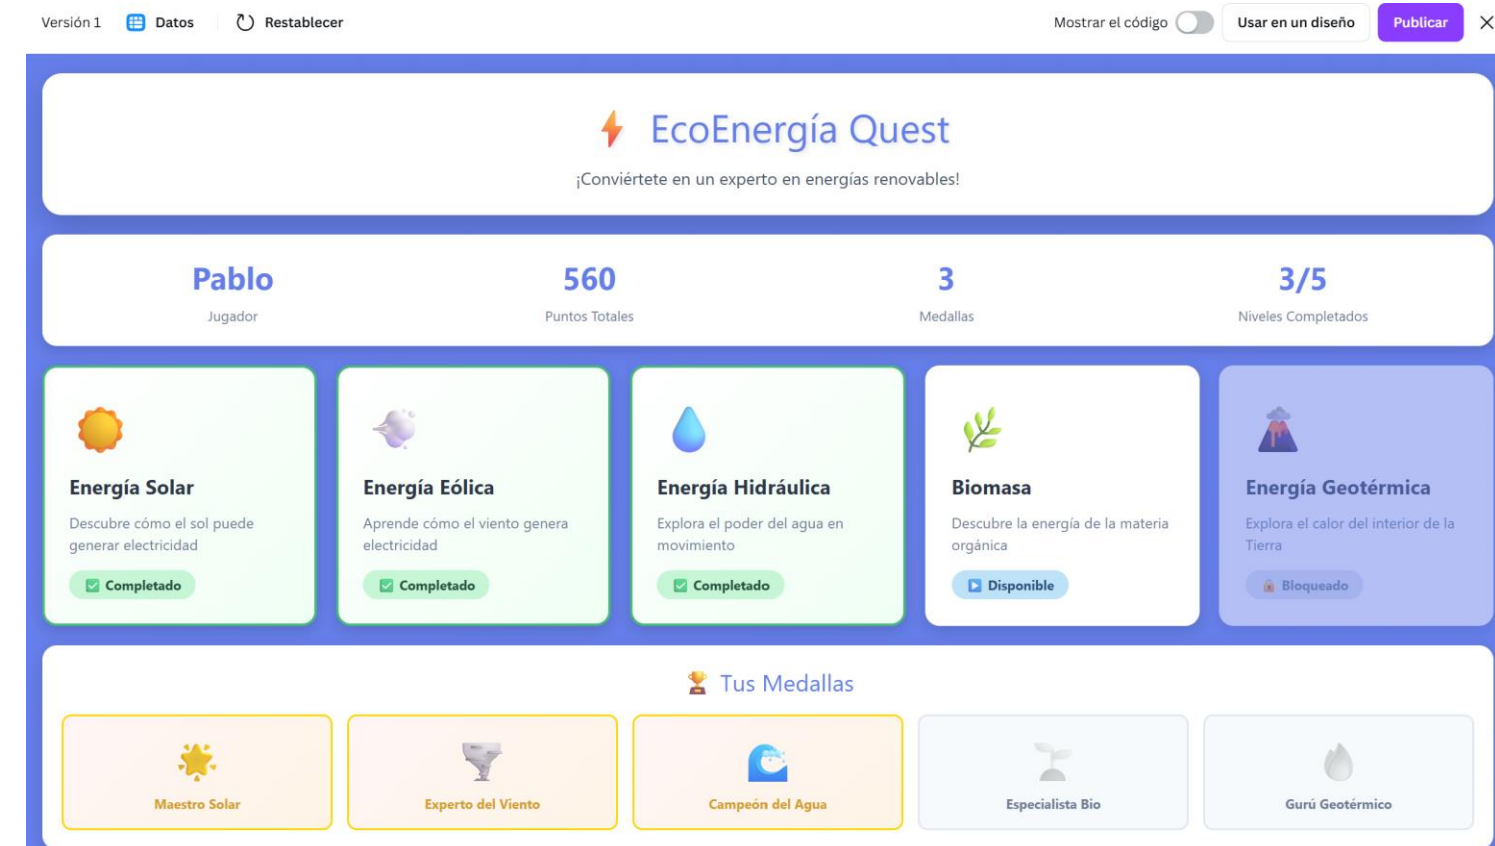 Versión 1 Datos Restablecer Mostrar el código Usar en un diseño Publicar
EcoEnergía Quest
¡Conviértete en un experto en energías renovables!
Pablo 560 3 3/5
Jugador Puntos Totales Medallas Niveles Completados
Energía Solar
Descubre cómo el sol puede
generar electricidad
Completado
Energía Eólica
Aprende cómo el viento genera
electricidad
Completado
Energía Hidráulica
Explora el poder del agua en
movimiento
Completado
Biomasa
Descubre la energía de la materia
orgánica
Disponible
Energía Geotérmica
Explora el calor del interior de la
Tierra
Bloqueado
Tus Medallas
Maestro Solar
Experto del Viento
Campeón del Agua
Especialista Bio
Gurú Geotérmico